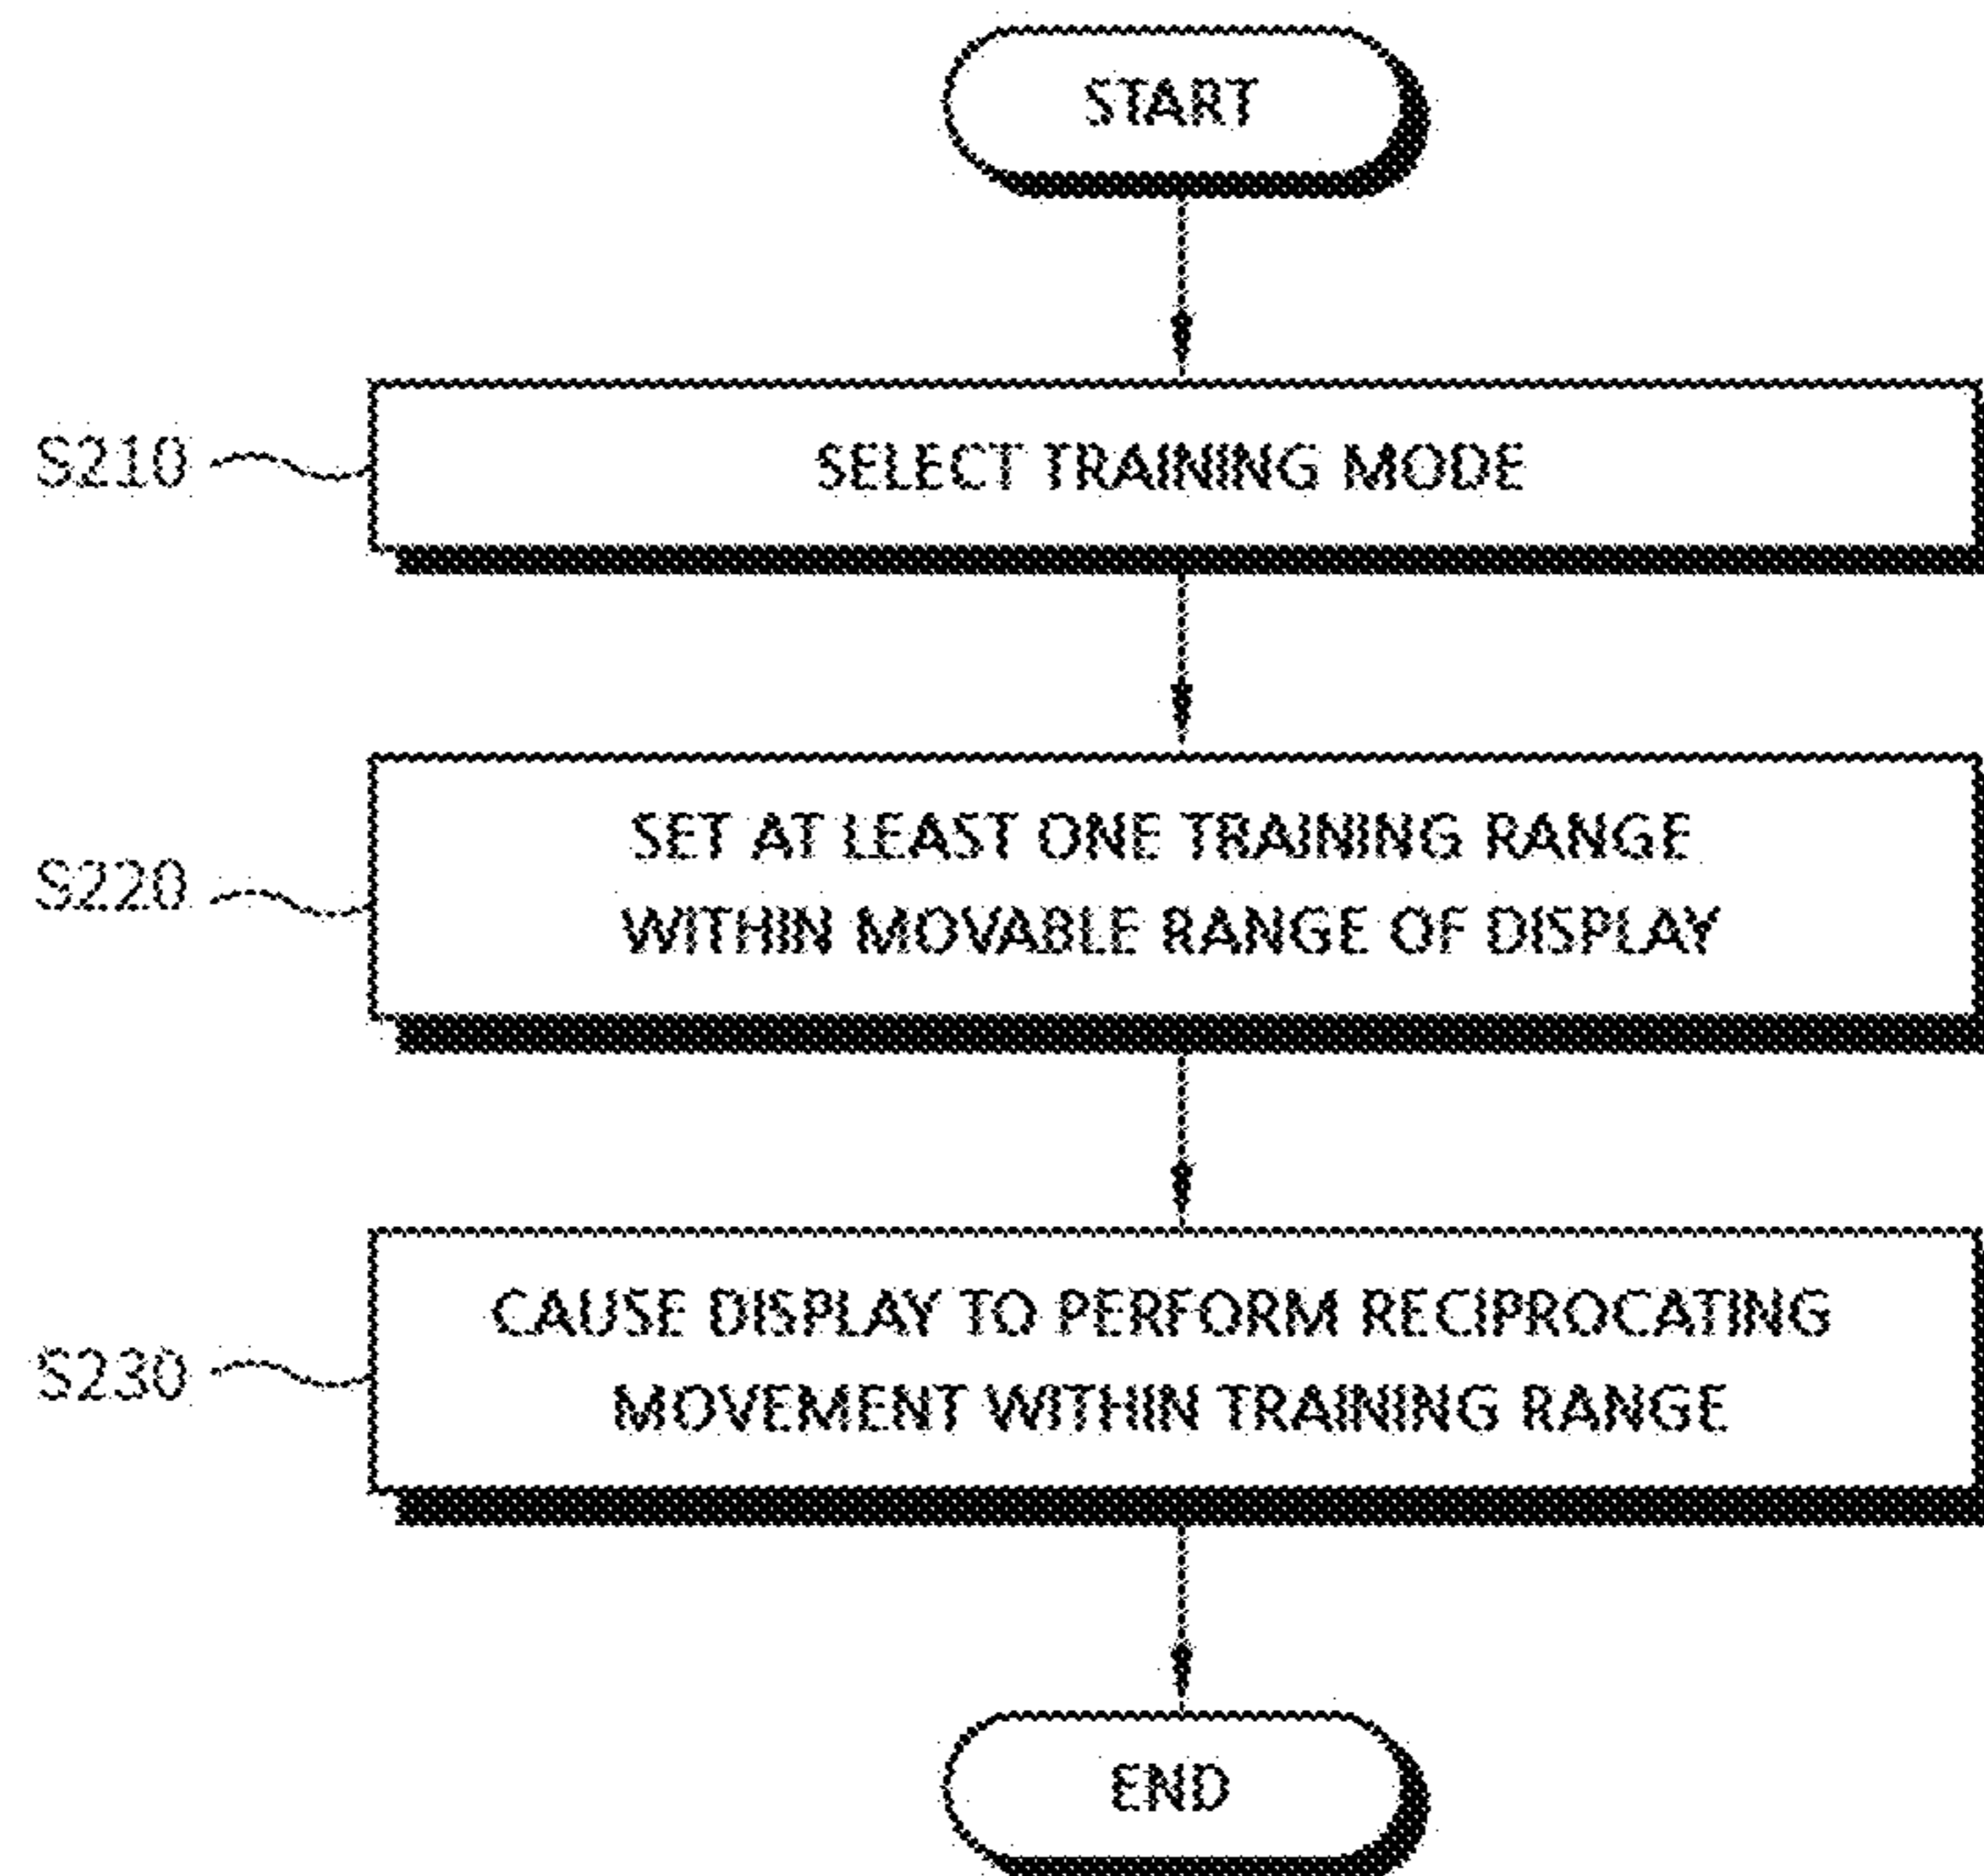 START
S210
SELECT TRAINING MODE
S220
SET AT LEAST ONE TRAINING RANGE
WITHIN MOVABLE RANGE OF DISPLAY
S230
CAUSE DISPLAY TO PERFORM RECIPROCATING
MOVEMENT WITHIN TRAINING RANGE
END